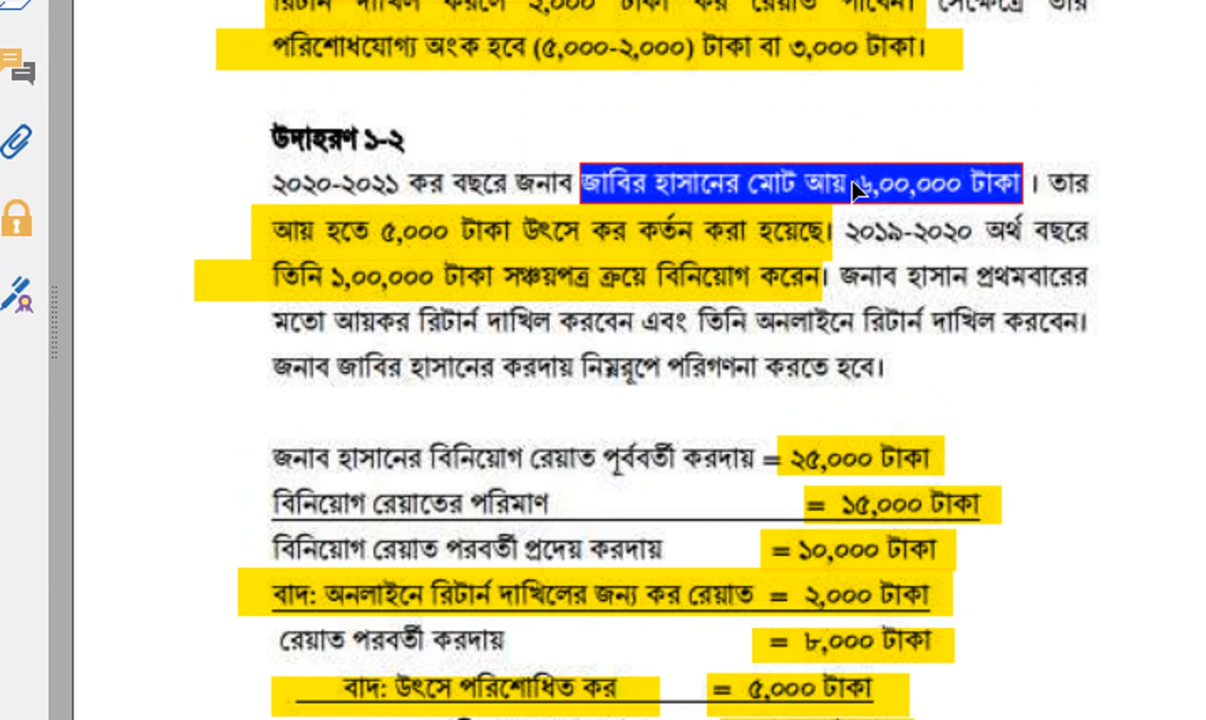 রিটার্ন দাখিল করলে ২,০০০ টাকা কর রেয়াত পাবেন। সেক্ষেত্রে তার
পরিশোধযোগ্য অংক হবে (৫,০০০-২,০০০) টাকা বা ৩,০০০ টাকা।
উদাহরণ ১-২
২০২০-২০২১ কর বছরে জনাব জাবির হাসানের মোট আয় ৬,০০,০০০ টাকা । তার
আয় হতে ৫,০০০ টাকা উৎসে কর কর্তন করা হয়েছে। ২০১৯-২০২০ অর্থ বছরে
তিনি ১,০০,০০০ টাকা সঞ্চয়পত্র ক্রয়ে বিনিয়োগ করেন। জনাব হাসান প্রথমবারের
মতো আয়কর রিটার্ন দাখিল করবেন এবং তিনি অনলাইনে রিটার্ন দাখিল করবেন।
জনাব জাবির হাসানের করদায় নিম্নরূপে পরিগণনা করতে হবে।
জনাব হাসানের বিনিয়োগ রেয়াত পূর্ববর্তী করদায় = ২৫,০০০ টাকা
বিনিয়োগ রেয়াতের পরিমাণ = ১৫,০০০ টাকা
বিনিয়োগ রেয়াত পরবর্তী প্রদেয় করদায় = ১০,০০০ টাকা
বাদ: অনলাইনে রিটার্ন দাখিলের জন্য কর রেয়াত = ২,০০০ টাকা
রেয়াত পরবর্তী করদায় = ৮,০০০ টাকা
বাদ: উৎসে পরিশোধিত কর = ৫,০০০ টাকা